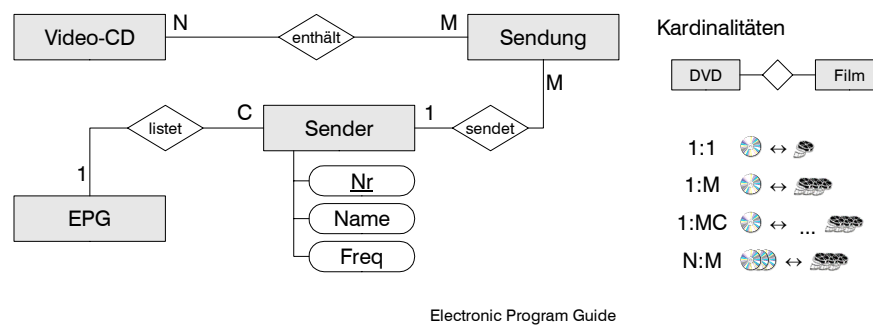 Video-CD
N
enthält
M
Sendung
M
listet
C
Sender
1
sendet
1
EPG
Nr
Name
Freq
Electronic Program Guide
Kardinalitäten
DVD
Film
1:1 ↔
1:M ↔
1:MC ↔ ...
N:M ↔